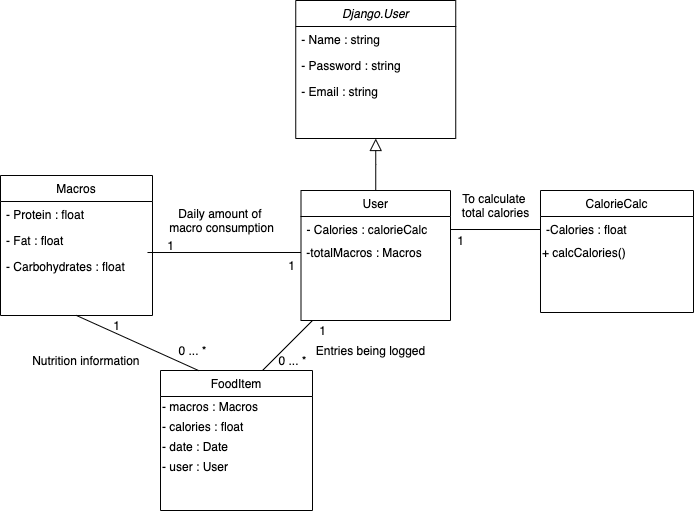 Django.User
- Name : string
- Password : string
- Email : string
Macros
- Protein : float
- Fat : float
- Carbohydrates : float
Daily amount of
macro consumption
1
1
User
- Calories : calorieCalc
-totalMacros : Macros
To calculate
total calories
1
CalorieCalc
-Calories : float
+ calcCalories()
1
Nutrition information
0 ... *
1
Entries being logged
0 ... *
FoodItem
- macros : Macros
- calories : float
- date : Date
- user : User